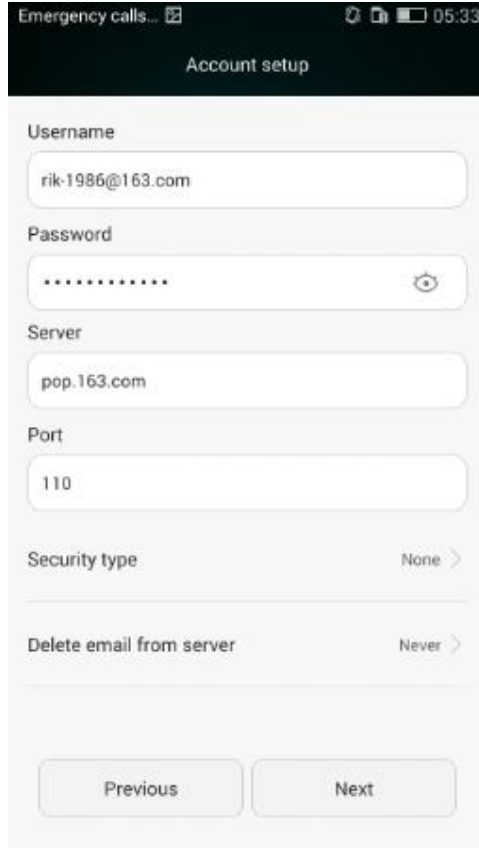 Emergency calls... 05:33
Account setup
Username
rik-1986@163.com
Password
............
Server
pop.163.com
Port
110
Security type None
Delete email from server Never
Previous Next